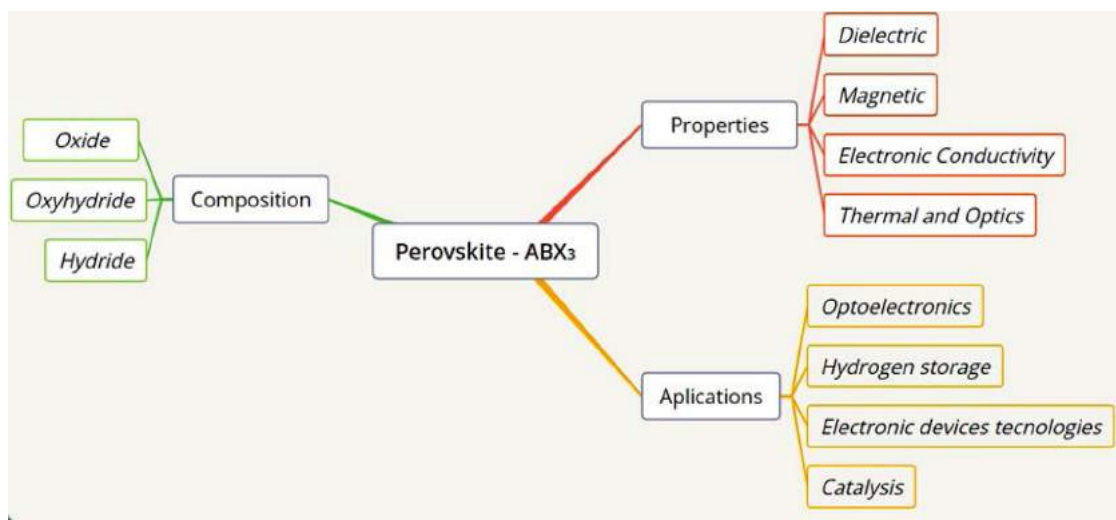 Perovskite - ABX₃
Composition
Oxide
Oxyhydride
Hydride
Properties
Dielectric
Magnetic
Electronic Conductivity
Thermal and Optics
Aplications
Optoelectronics
Hydrogen storage
Electronic devices tecnologies
Catalysis